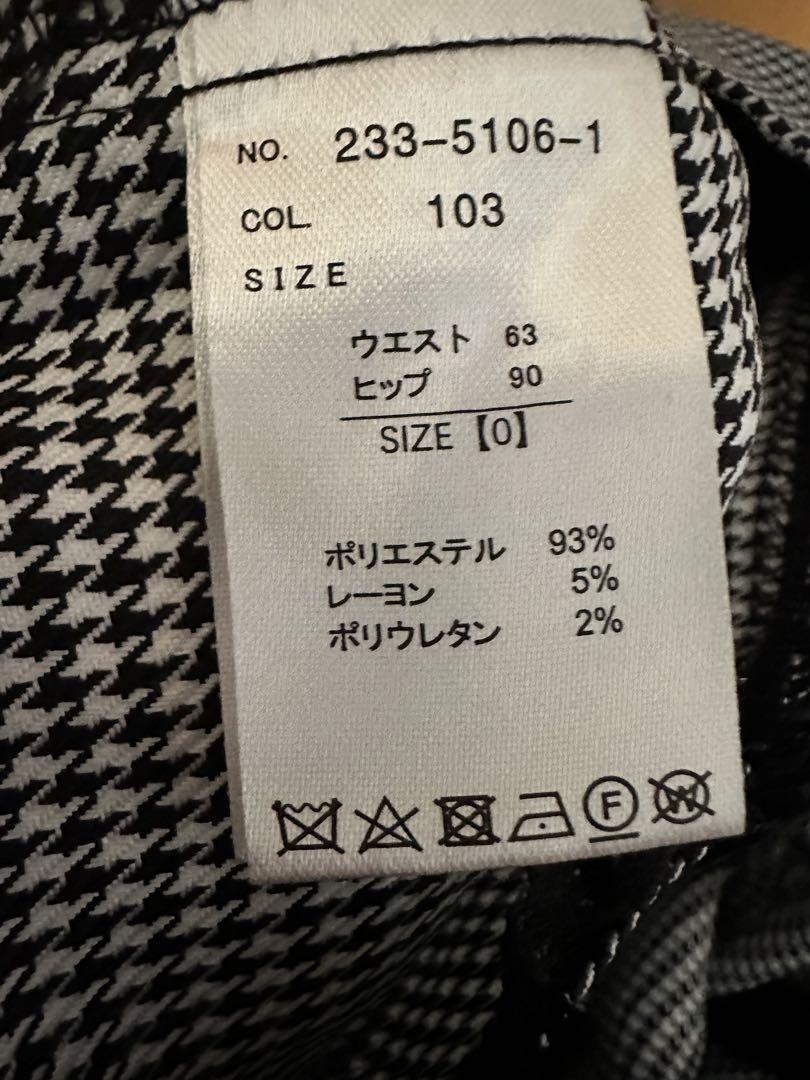 NO. 233-5106-1
COL 103
SIZE
ウエスト 63
ヒップ 90
SIZE【0】
ポリエステル 93%
レーヨン 5%
ポリウレタン 2%
F W